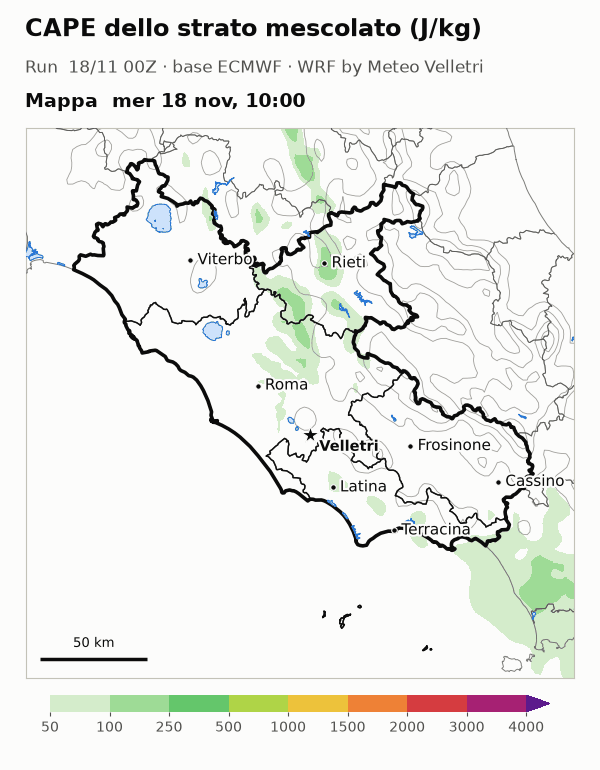 CAPE dello strato mescolato (J/kg)
Run  18/11 00Z · base ECMWF · WRF by Meteo Velletri
Mappa  mer 18 nov, 10:00
Viterbo
Rieti
Roma
Velletri
Frosinone
Cassino
Latina
Terracina
50 km
50 100 250 500 1000 1500 2000 3000 4000